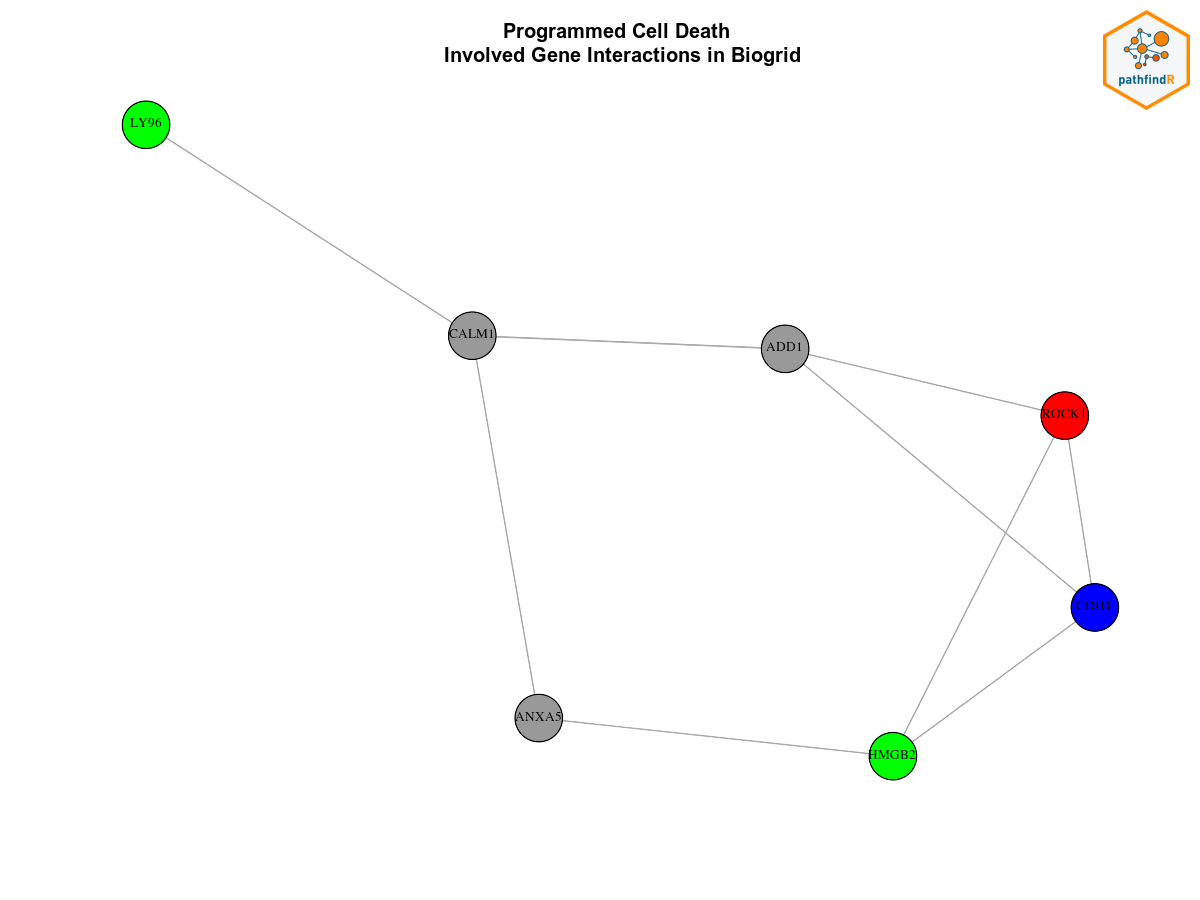 Programmed Cell Death
Involved Gene Interactions in Biogrid
pathfindR
LY96
CALM1
ADD1
ROCK1
CDH1
ANXA5
HMGB2